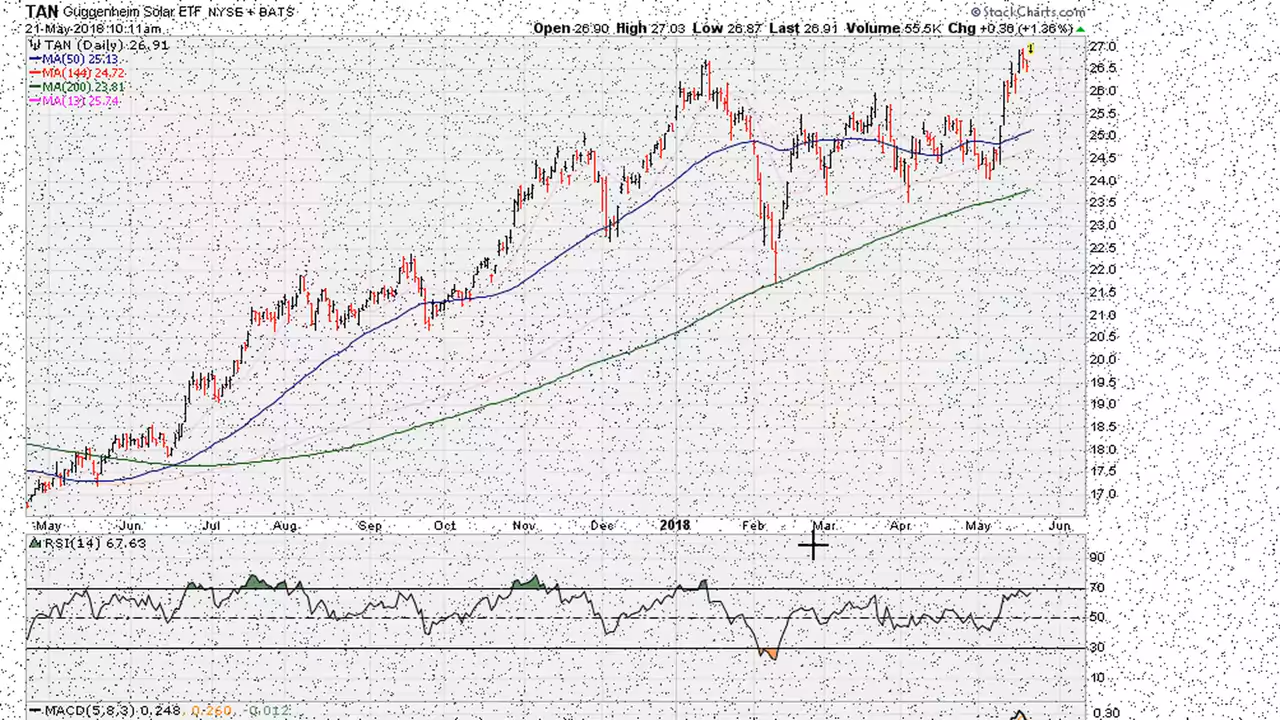 TAN Guggenheim Solar ETF NYSE + BATS
© StockCharts.com
21-May-2018 10:11am
Open 26.90 High 27.03 Low 26.87 Last 26.91 Volume 55.5K Chg +0.36 (+1.36%)
TAN (Daily) 26.91
MA(50) 25.13
MA(144) 24.72
MA(200) 23.81
MA(13) 25.74
27.0
26.5
26.0
25.5
25.0
24.5
24.0
23.5
23.0
22.5
22.0
21.5
21.0
20.5
20.0
19.5
19.0
18.5
18.0
17.5
17.0
May Jun Jul Aug Sep Oct Nov Dec 2018 Feb Mar Apr May Jun
RSI(14) 67.63
90
70
50
30
10
MACD(5,8,3) 0.248, 0.260, -0.012
0.30